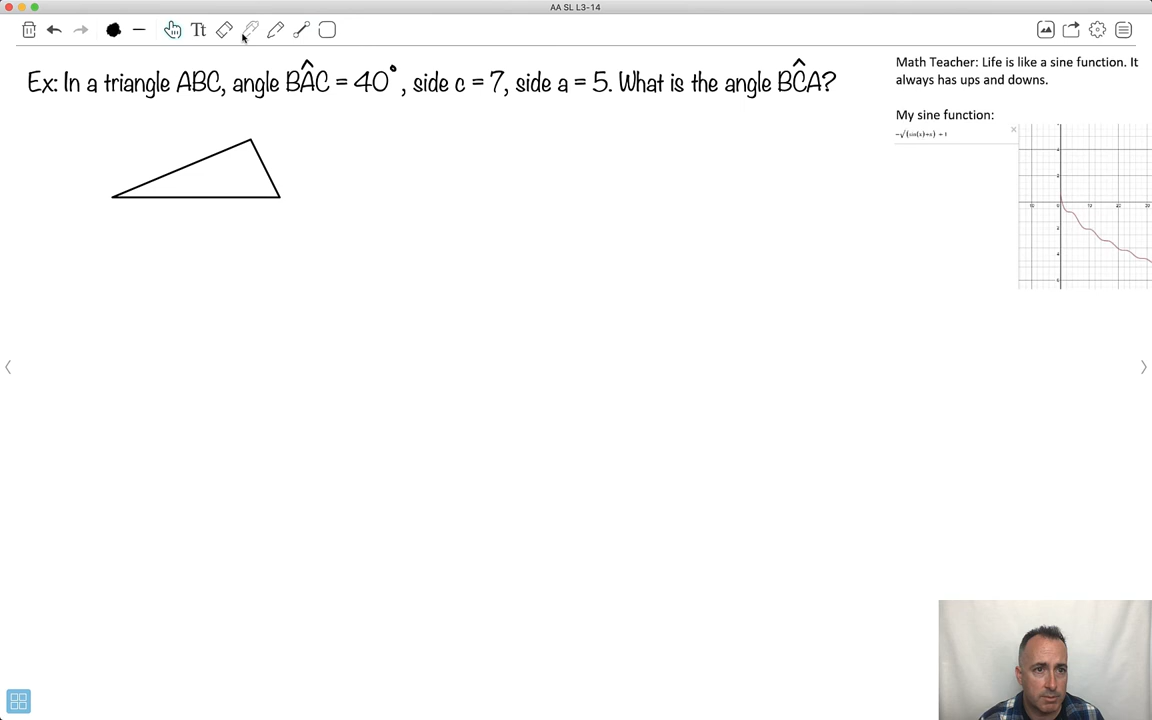 AA SL L3-14
Tt
Ex: In a triangle ABC, angle BÂC = 40°, side c = 7, side a = 5. What is the angle BĈA?
Math Teacher: Life is like a sine function. It
always has ups and downs.
My sine function: